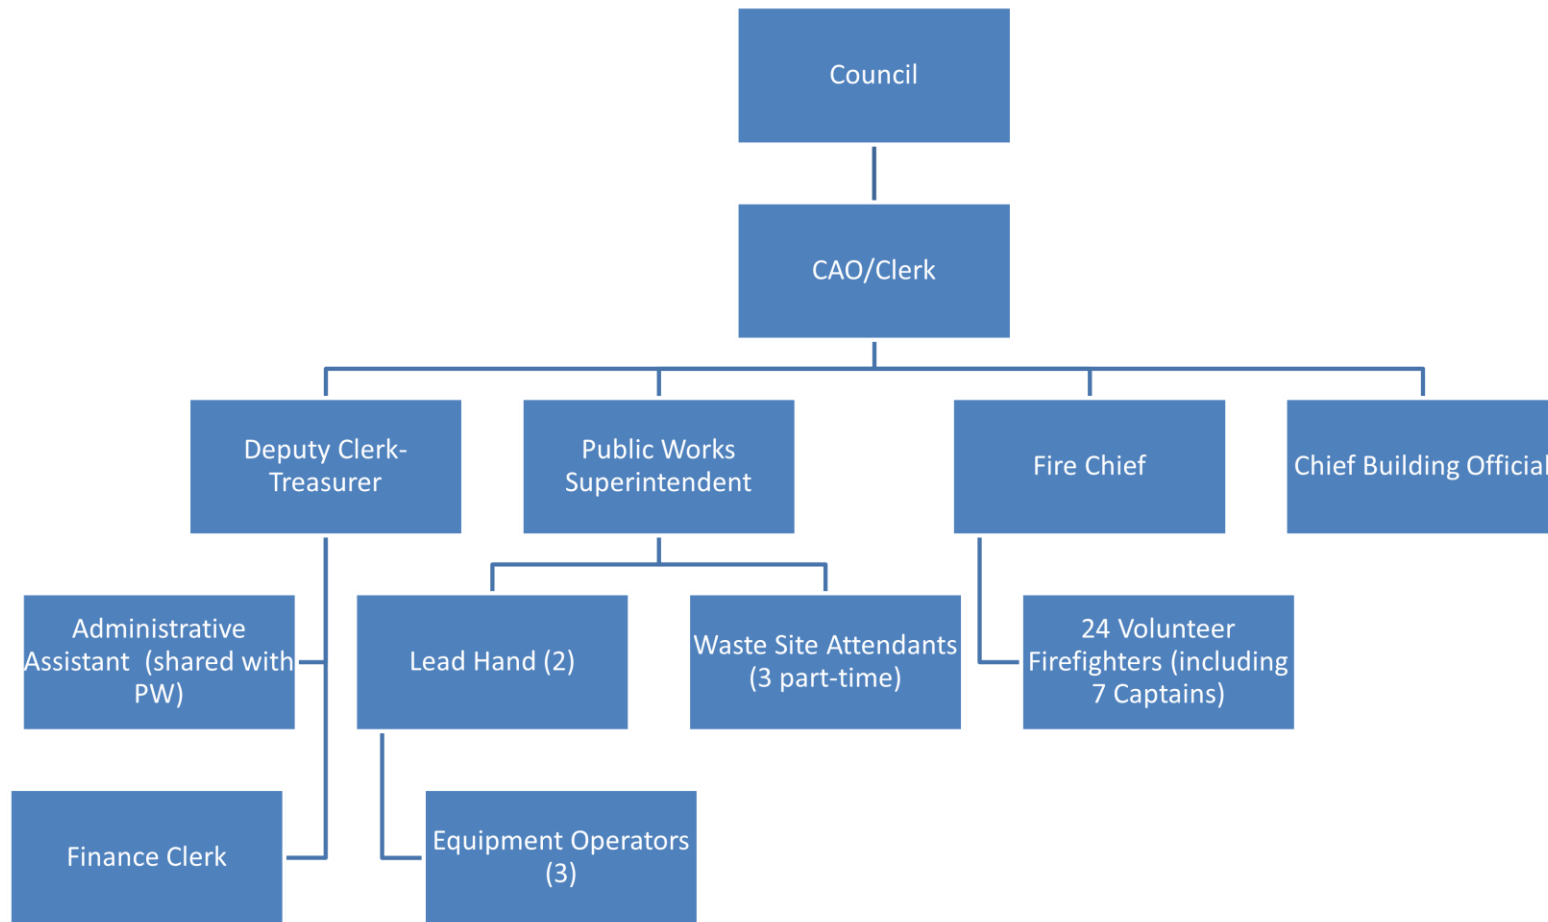 Council
CAO/Clerk
Deputy Clerk-
Treasurer
Public Works
Superintendent
Fire Chief
Chief Building Official
Administrative
Assistant  (shared with
PW)
Lead Hand (2)
Waste Site Attendants
(3 part-time)
24 Volunteer
Firefighters (including
7 Captains)
Finance Clerk
Equipment Operators
(3)